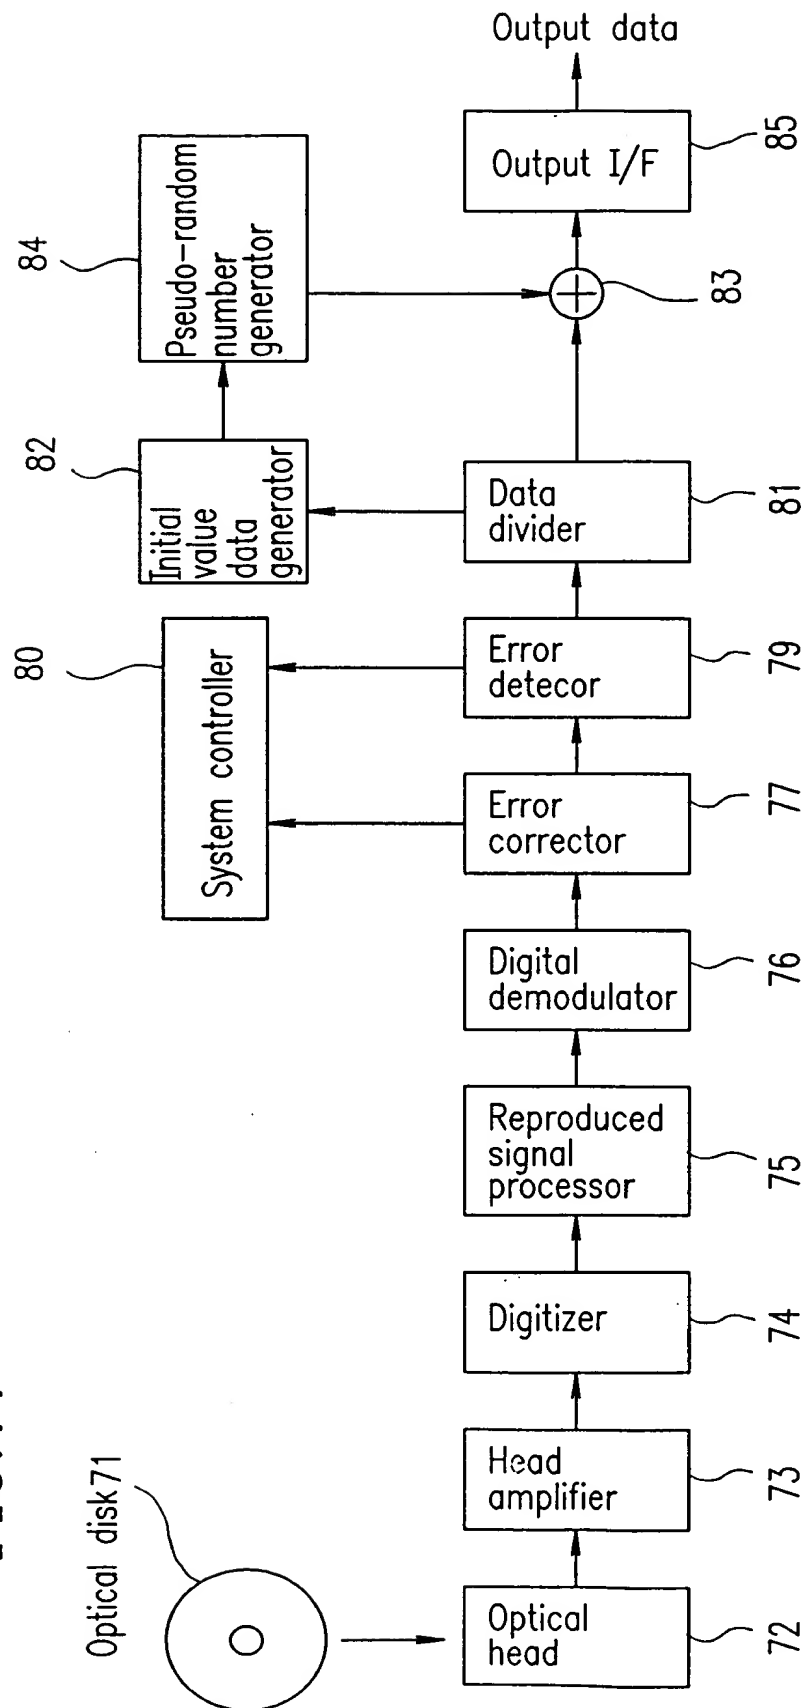 Output data
85
Output I/F
84
Pseudo-random
number
generator
83
82
Initial
value
data
generator
81
Data
divider
80
System controller
79
Error
detecor
77
Error
corrector
76
Digital
demodulator
75
Reproduced
signal
processor
74
Digitizer
73
Head
amplifier
Optical disk71
72
Optical
head